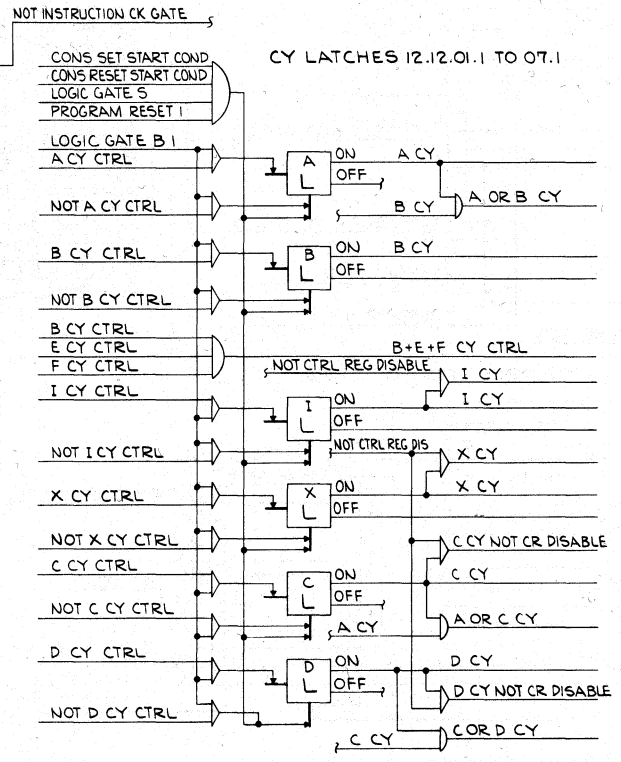 NOT INSTRUCTION CK GATE
CONS SET START COND
CY LATCHES 12.12.01.1 TO 07.1
CONS RESET START COND
LOGIC GATE S
PROGRAM RESET 1
LOGIC GATE B 1
A CY CTRL
A
L
ON
A CY
OFF
NOT A CY CTRL
B CY
A OR B CY
B CY CTRL
B
L
ON
B CY
OFF
NOT B CY CTRL
B CY CTRL
E CY CTRL
F CY CTRL
B+E+F CY CTRL
NOT CTRL REG DISABLE
I CY
I CY CTRL
I
L
ON
I CY
OFF
NOT I CY CTRL
NOT CTRL REG DIS
X CY
X CY CTRL
X
L
ON
X CY
OFF
NOT X CY CTRL
C CY NOT CR DISABLE
C CY CTRL
C
L
ON
C CY
OFF
NOT C CY CTRL
A CY
A OR C CY
D CY CTRL
D
L
ON
D CY
OFF
D CY NOT CR DISABLE
NOT D CY CTRL
C CY
C OR D CY